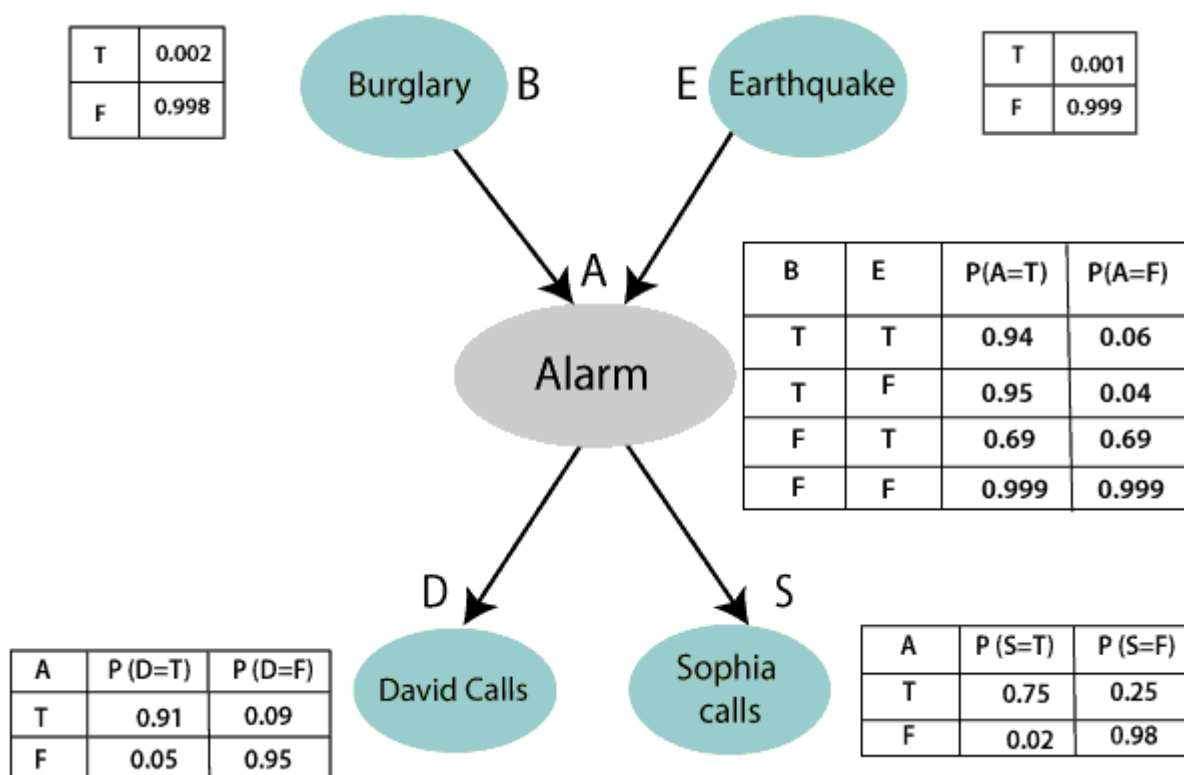 T 0.002
F 0.998
Burglary B
E Earthquake
T 0.001
F 0.999
A
Alarm
B E P(A=T) P(A=F)
T T 0.94 0.06
T F 0.95 0.04
F T 0.69 0.69
F F 0.999 0.999
D
S
A P (D=T) P (D=F)
T 0.91 0.09
F 0.05 0.95
David Calls
Sophia
calls
A P (S=T) P (S=F)
T 0.75 0.25
F 0.02 0.98